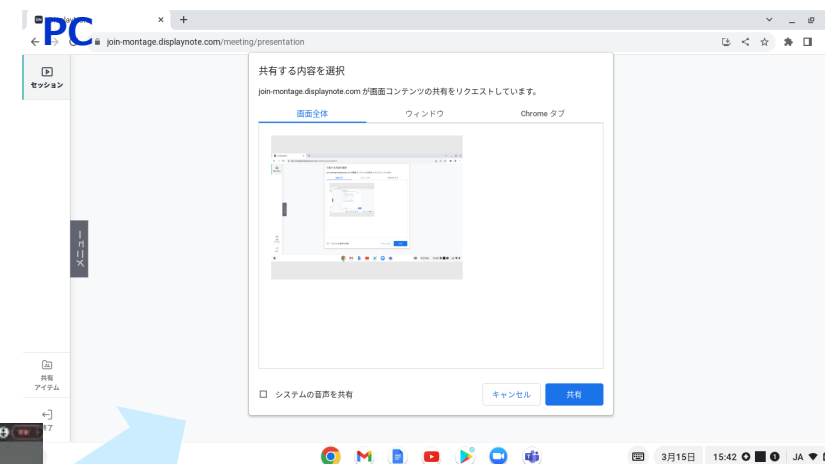 PC
join-montage.displaynote.com/meeting/presentation
セッション
メニュー
共有
アイテム
共有する内容を選択
join-montage.displaynote.com が画面コンテンツの共有をリクエストしています。
画面全体
ウィンドウ
Chrome タブ
システムの音声を共有
キャンセル
共有
3月15日
15:42
JA